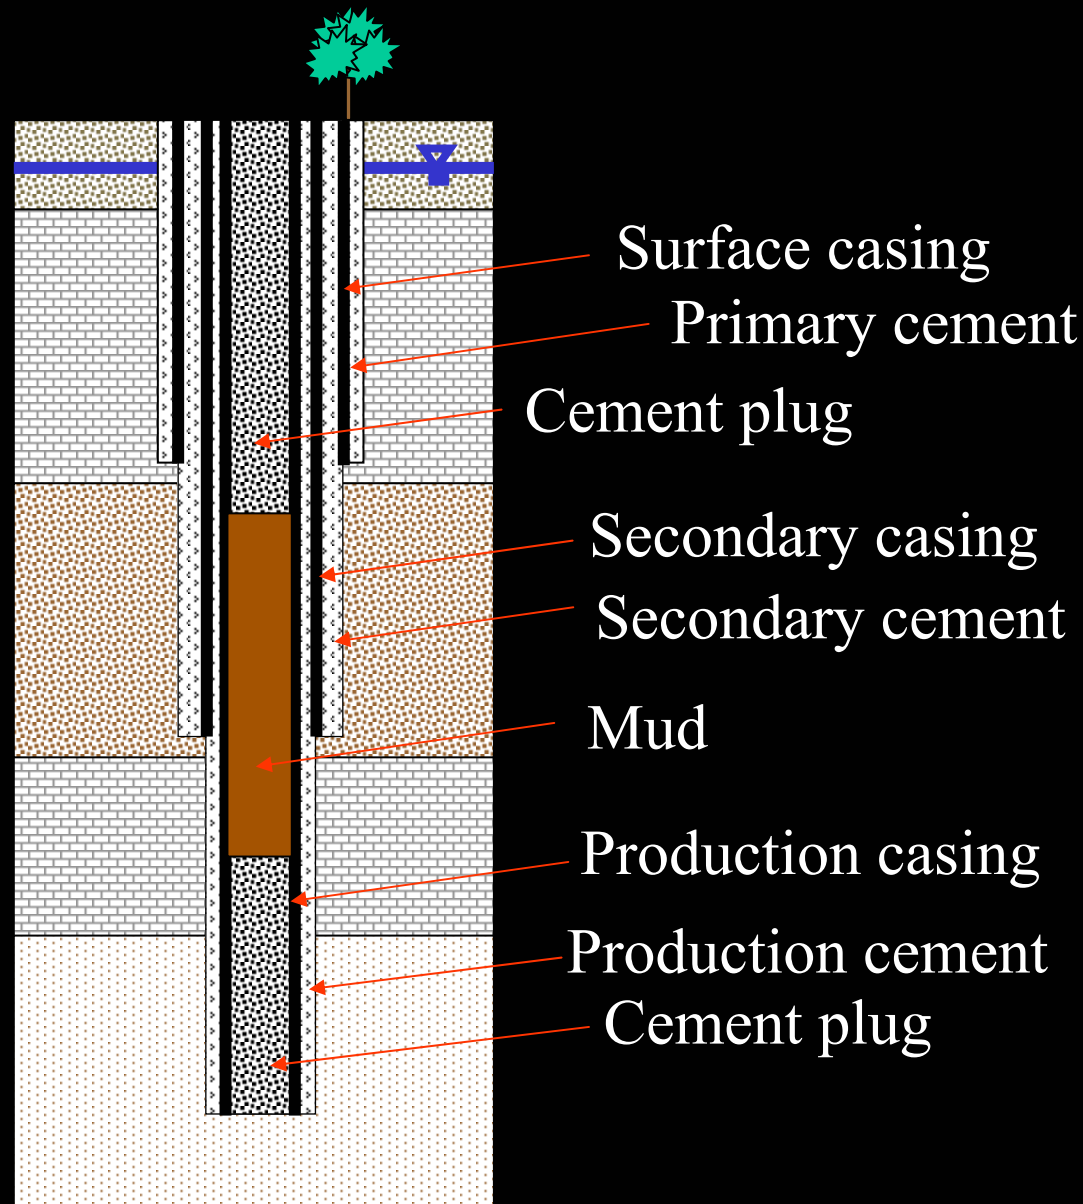 Surface casing
Primary cement
Cement plug
Secondary casing
Secondary cement
Mud
Production casing
Production cement
Cement plug